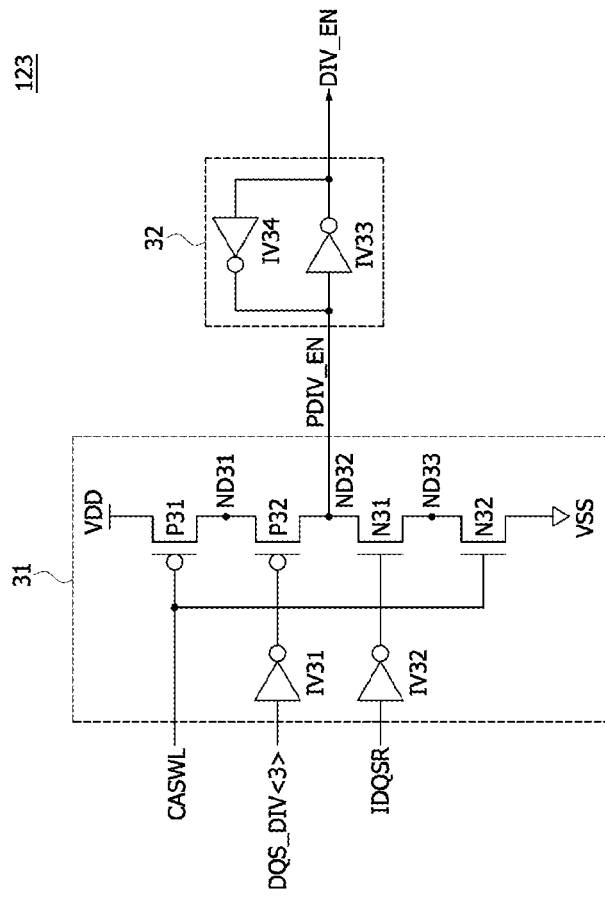 123
31
VDD
P31
ND31
CASWL
P32
DQS_DIV<3>
IV31
ND32
PDIV_EN
32
IV34
IV33
DIV_EN
N31
IDQSR
IV32
ND33
N32
VSS